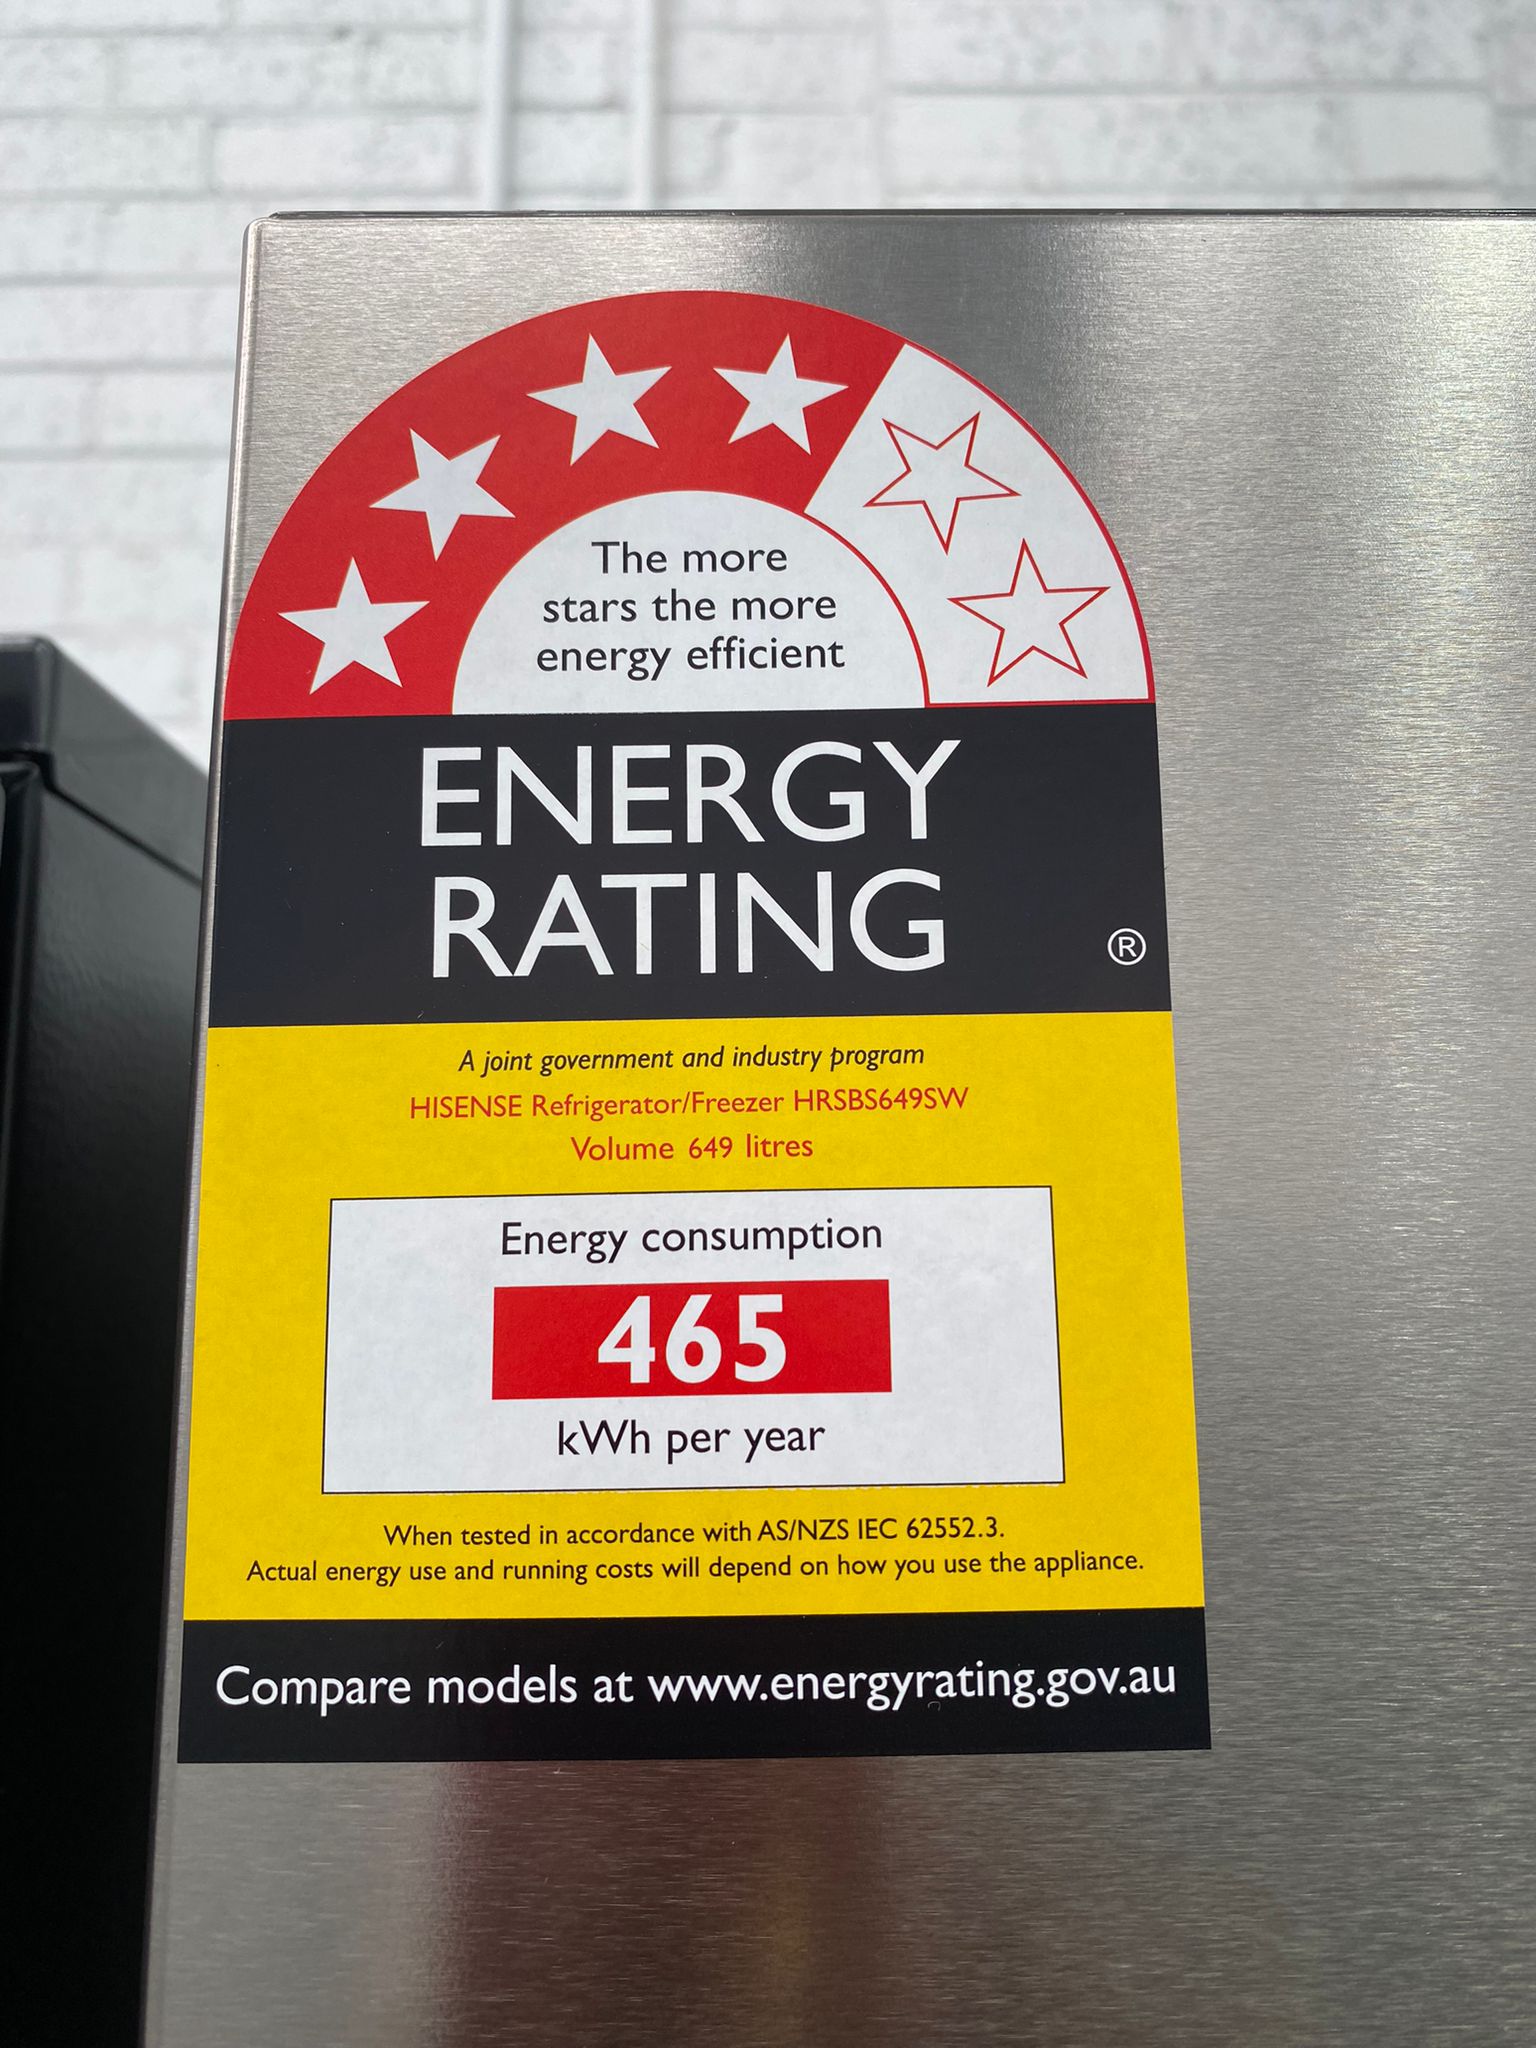 The more
stars the more
energy efficient
ENERGY
RATING
®
A joint government and industry program
HISENSE Refrigerator/Freezer HRSBS649SW
Volume 649 litres
Energy consumption
465
kWh per year
When tested in accordance with AS/NZS IEC 62552.3.
Actual energy use and running costs will depend on how you use the appliance.
Compare models at www.energyrating.gov.au